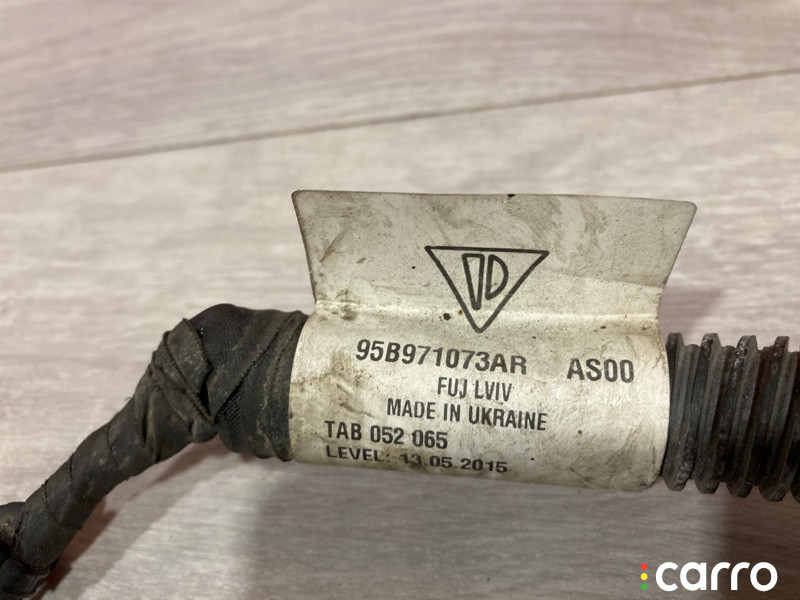 95B971073AR AS00
FUJ LVIV
MADE IN UKRAINE
TAB 052 065
LEVEL: 13.05.2015
carro